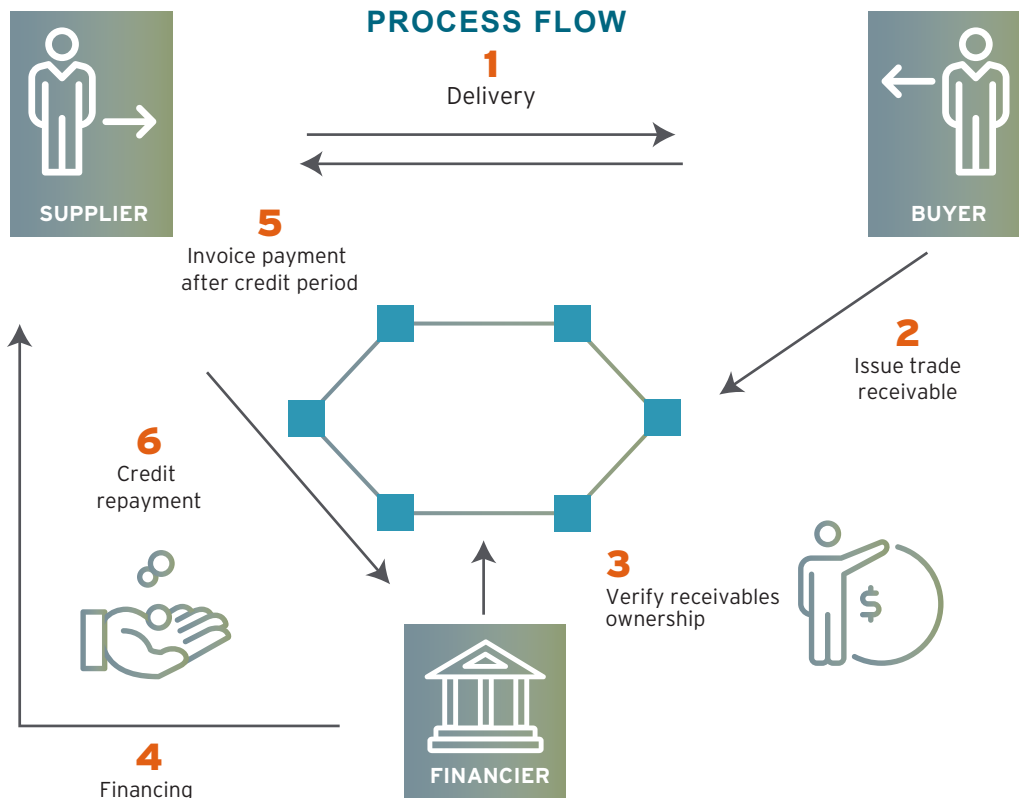 PROCESS FLOW
1
Delivery
SUPPLIER
BUYER
5
Invoice payment
after credit period
2
Issue trade
receivable
6
Credit
repayment
3
Verify receivables
ownership
$
FINANCIER
4
Financing